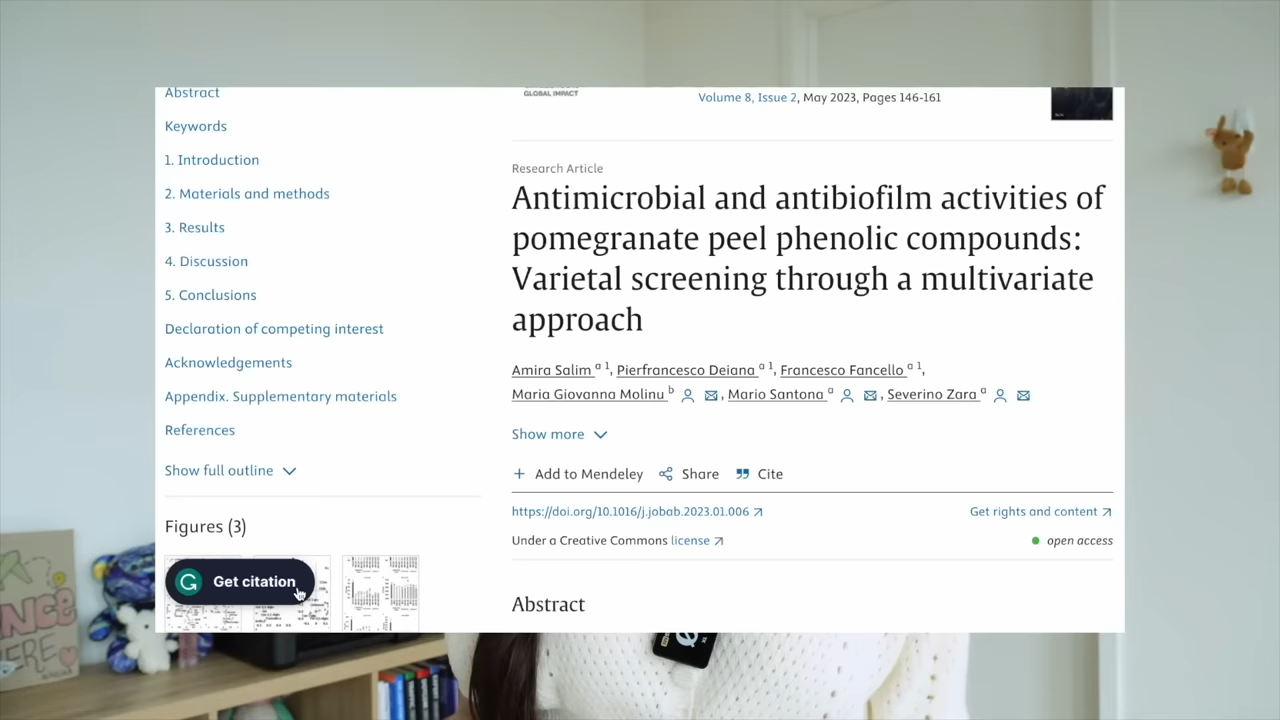 Abstract
Keywords
1. Introduction
2. Materials and methods
3. Results
4. Discussion
5. Conclusions
Declaration of competing interest
Acknowledgements
Appendix. Supplementary materials
References
Show full outline
Figures (3)
Get citation
GLOBAL IMPACT
Volume 8, Issue 2, May 2023, Pages 146-161
Research Article
Antimicrobial and antibiofilm activities of
pomegranate peel phenolic compounds:
Varietal screening through a multivariate
approach
Amira Salim a 1, Pierfrancesco Deiana a 1, Francesco Fancello a 1,
Maria Giovanna Molinu b, Mario Santona a, Severino Zara a
Show more
+ Add to Mendeley Share Cite
https://doi.org/10.1016/j.jobab.2023.01.006 Get rights and content
Under a Creative Commons license open access
Abstract
NCE
ERE